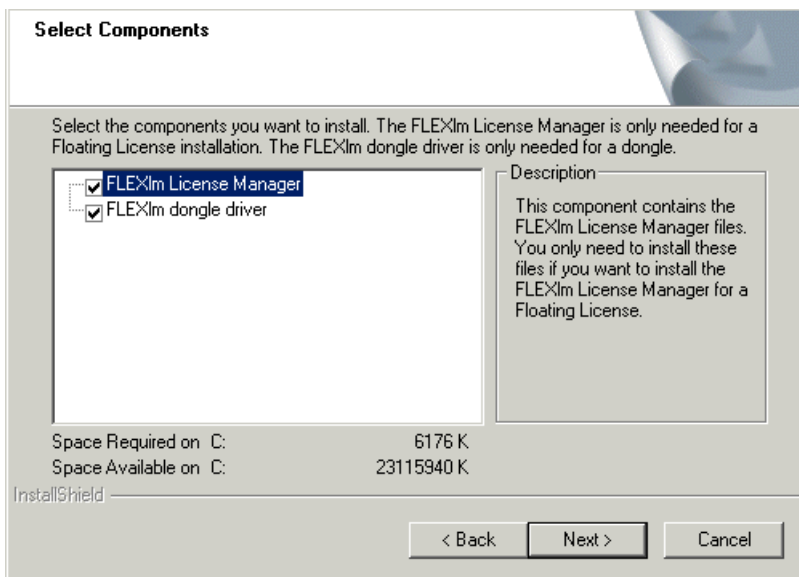 Select Components
Select the components you want to install. The FLEXlm License Manager is only needed for a
Floating License installation. The FLEXlm dongle driver is only needed for a dongle.
FLEXlm License Manager
FLEXlm dongle driver
Description
This component contains the
FLEXlm License Manager files.
You only need to install these
files if you want to install the
FLEXlm License Manager for a
Floating License.
Space Required on C: 6176 K
Space Available on C: 23115940 K
InstallShield
< Back Next > Cancel